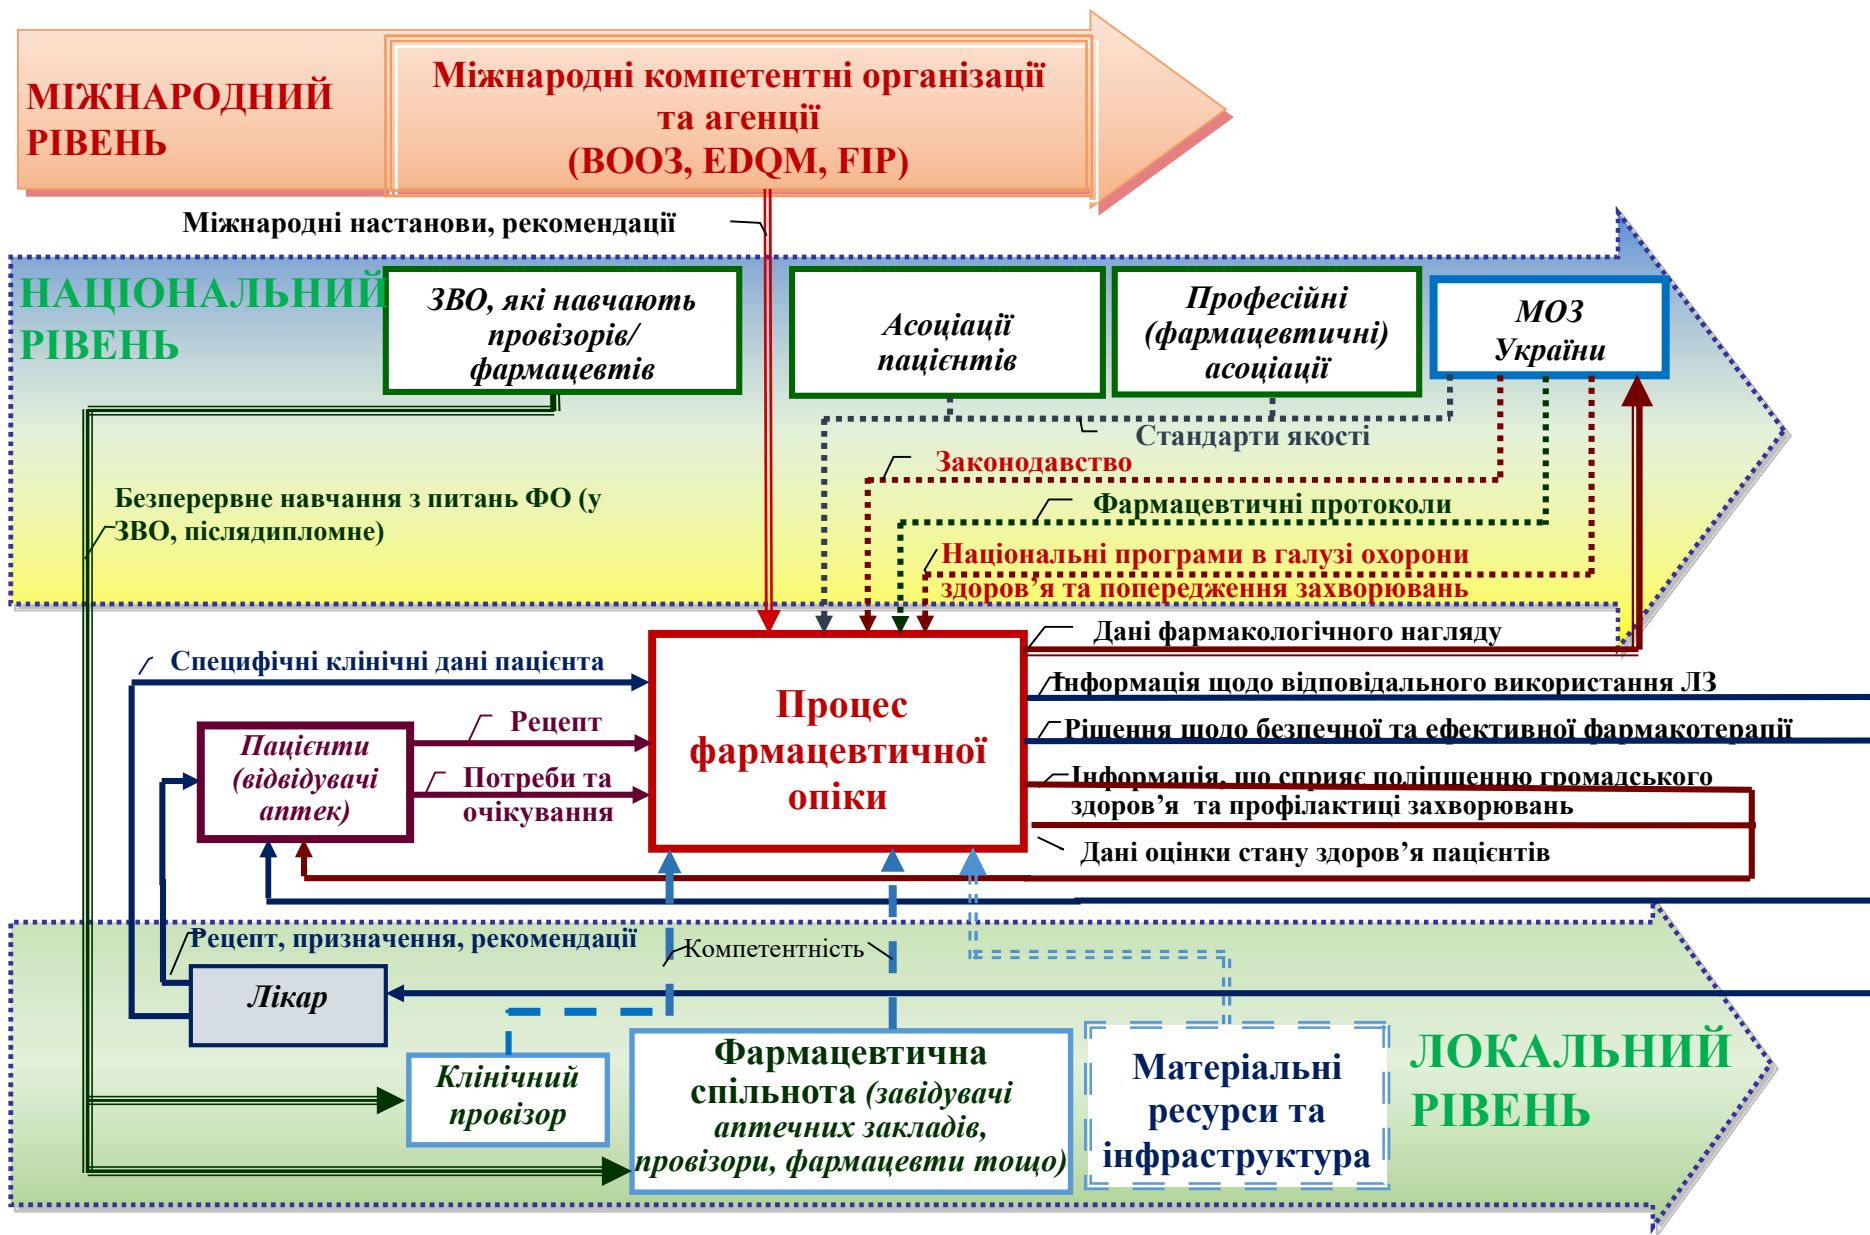 МІЖНАРОДНИЙ
РІВЕНЬ
Міжнародні компетентні організації
та агенції
(ВООЗ, EDQM, FIP)
Міжнародні настанови, рекомендації
НАЦІОНАЛЬНИЙ
РІВЕНЬ
ЗВО, які навчають
провізорів/
фармацевтів
Асоціації
пацієнтів
Професійні
(фармацевтичні)
асоціації
МОЗ
України
Стандарти якості
Законодавство
Безперервне навчання з питань ФО (у
ЗВО, післядипломне)
Фармацевтичні протоколи
Національні програми в галузі охорони
здоров’я та попередження захворювань
Специфічні клінічні дані пацієнта
Дані фармакологічного нагляду
Інформація щодо відповідального використання ЛЗ
Рішення щодо безпечної та ефективної фармакотерапії
Інформація, що сприяє поліпшенню громадського
здоров’я та профілактиці захворювань
Дані оцінки стану здоров’я пацієнтів
Процес
фармацевтичної
опіки
Рецепт
Потреби та
очікування
Пацієнти
(відвідувачі
аптек)
Рецепт, призначення, рекомендації
Компетентність
Лікар
Клінічний
провізор
Фармацевтична
спільнота (завідувачі
аптечних закладів,
провізори, фармацевти тощо)
Матеріальні
ресурси та
інфраструктура
ЛОКАЛЬНИЙ
РІВЕНЬ